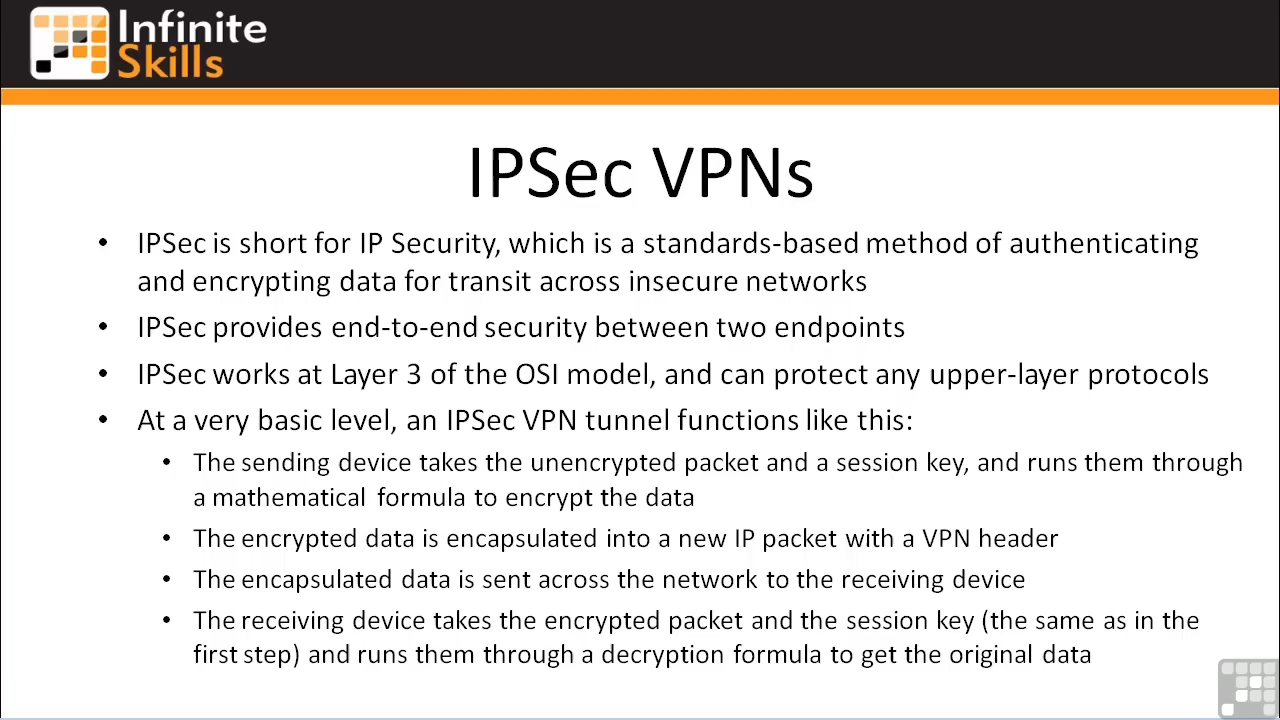 Infinite
Skills
IPSec VPNs
• IPSec is short for IP Security, which is a standards-based method of authenticating
and encrypting data for transit across insecure networks
• IPSec provides end-to-end security between two endpoints
• IPSec works at Layer 3 of the OSI model, and can protect any upper-layer protocols
• At a very basic level, an IPSec VPN tunnel functions like this:
• The sending device takes the unencrypted packet and a session key, and runs them through
a mathematical formula to encrypt the data
• The encrypted data is encapsulated into a new IP packet with a VPN header
• The encapsulated data is sent across the network to the receiving device
• The receiving device takes the encrypted packet and the session key (the same as in the
first step) and runs them through a decryption formula to get the original data